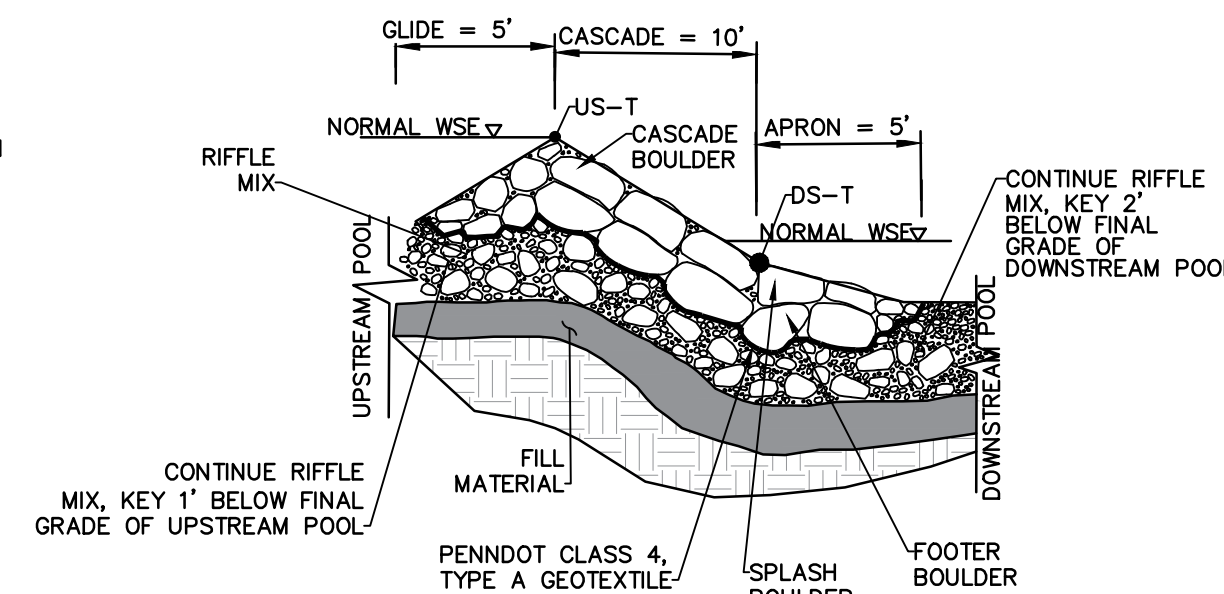 GLIDE = 5'
CASCADE = 10'
US-T
NORMAL WSE
CASCADE
BOULDER
APRON = 5'
RIFFLE
MIX
DS-T
NORMAL WSE
CONTINUE RIFFLE
MIX, KEY 2'
BELOW FINAL
GRADE OF
DOWNSTREAM POOL
UPSTREAM POOL
DOWNSTREAM POOL
CONTINUE RIFFLE
MIX, KEY 1' BELOW FINAL
GRADE OF UPSTREAM POOL
FILL
MATERIAL
PENNDOT CLASS 4,
TYPE A GEOTEXTILE
SPLASH
BOULDER
FOOTER
BOULDER